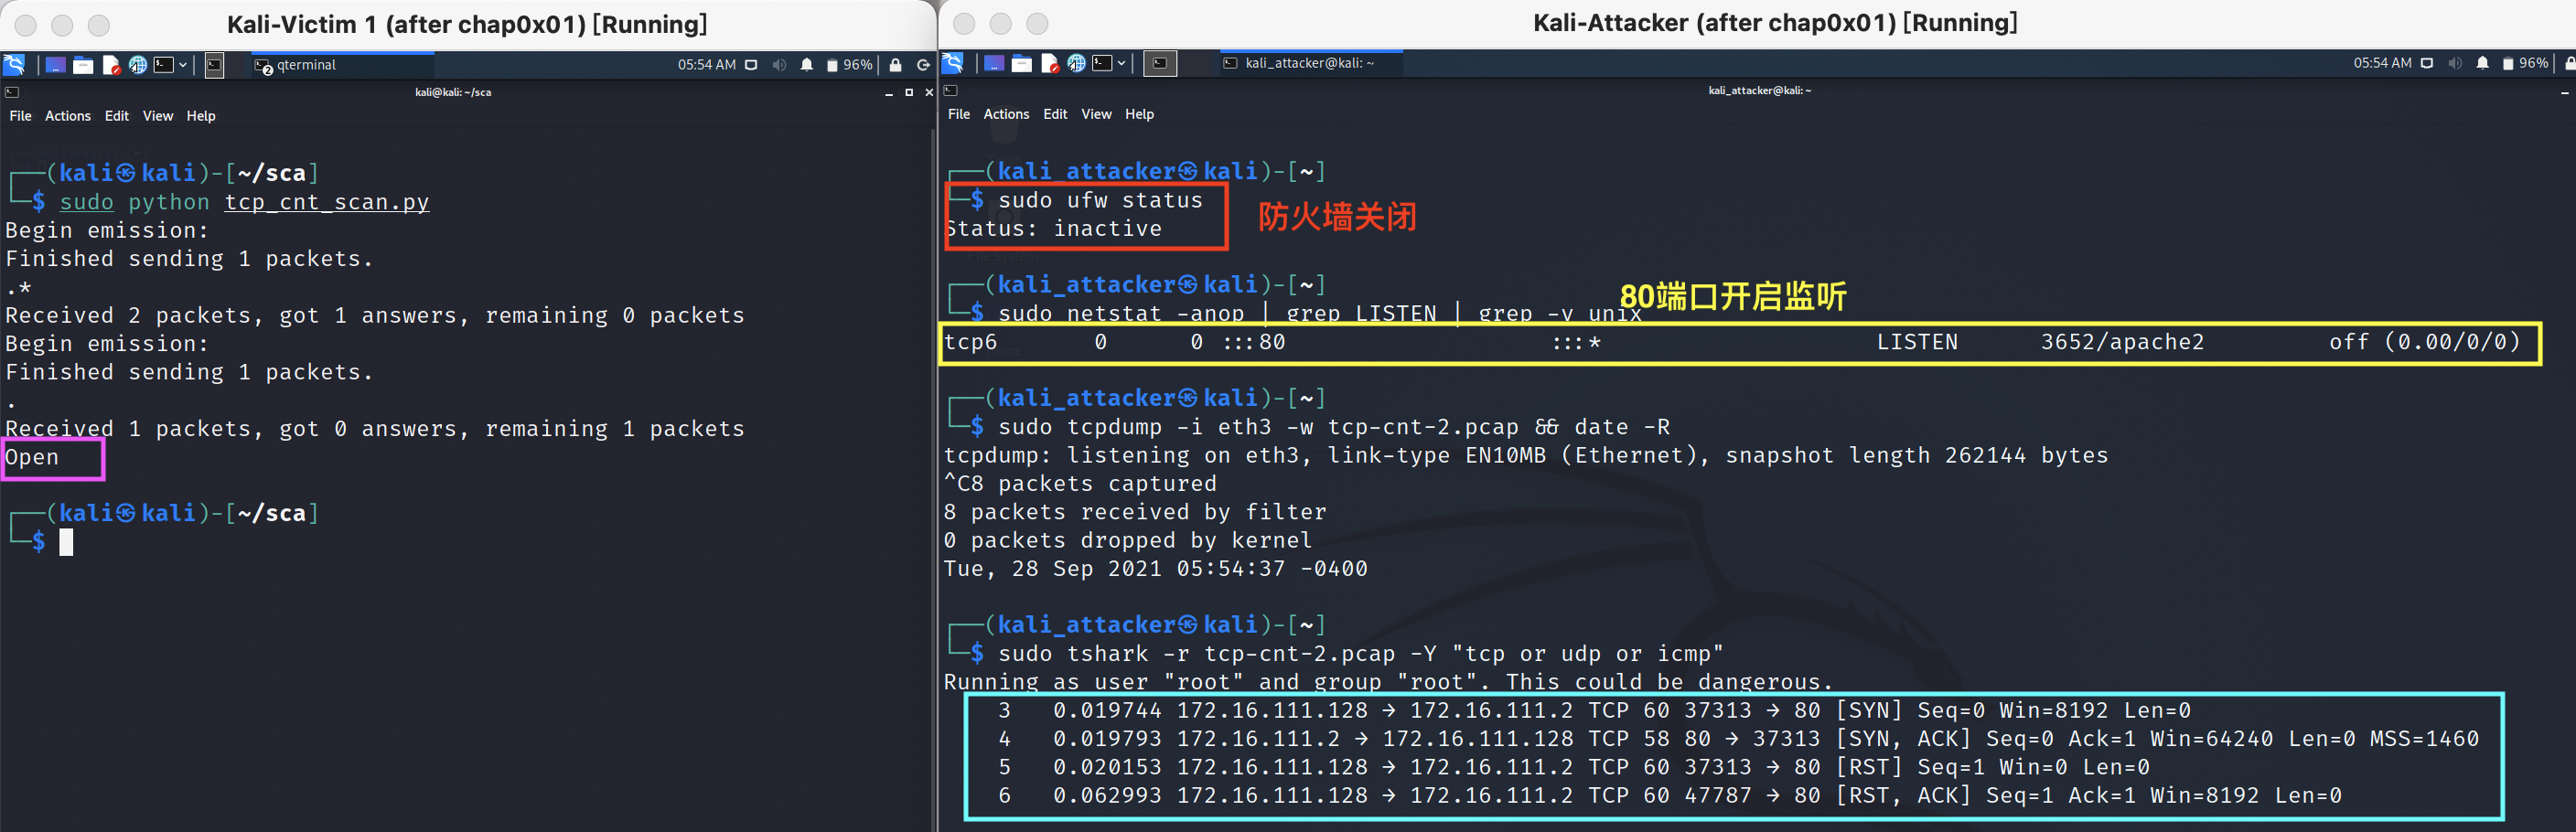 Kali-Victim 1 (after chap0x01) [Running]
qterminal
05:54 AM
96%
kali@kali: ~/sca
File Actions Edit View Help
(kali㉿kali)-[~/sca]
$ sudo python tcp_cnt_scan.py
Begin emission:
Finished sending 1 packets.
.*
Received 2 packets, got 1 answers, remaining 0 packets
Begin emission:
Finished sending 1 packets.
.
Received 1 packets, got 0 answers, remaining 1 packets
Open
(kali㉿kali)-[~/sca]
$
Kali-Attacker (after chap0x01) [Running]
kali_attacker@kali: ~
05:54 AM
96%
kali_attacker@kali: ~
File Actions Edit View Help
(kali_attacker㉿kali)-[~]
$ sudo ufw status
Status: inactive
防火墙关闭
(kali_attacker㉿kali)-[~]
80端口开启监听
$ sudo netstat -anop | grep LISTEN | grep -v unix
tcp6 0 0 :::80 :::* LISTEN 3652/apache2 off (0.00/0/0)
(kali_attacker㉿kali)-[~]
$ sudo tcpdump -i eth3 -w tcp-cnt-2.pcap && date -R
tcpdump: listening on eth3, link-type EN10MB (Ethernet), snapshot length 262144 bytes
^C8 packets captured
8 packets received by filter
0 packets dropped by kernel
Tue, 28 Sep 2021 05:54:37 -0400
(kali_attacker㉿kali)-[~]
$ sudo tshark -r tcp-cnt-2.pcap -Y "tcp or udp or icmp"
Running as user "root" and group "root". This could be dangerous.
3 0.019744 172.16.111.128 → 172.16.111.2 TCP 60 37313 → 80 [SYN] Seq=0 Win=8192 Len=0
4 0.019793 172.16.111.2 → 172.16.111.128 TCP 58 80 → 37313 [SYN, ACK] Seq=0 Ack=1 Win=64240 Len=0 MSS=1460
5 0.020153 172.16.111.128 → 172.16.111.2 TCP 60 37313 → 80 [RST] Seq=1 Win=0 Len=0
6 0.062993 172.16.111.128 → 172.16.111.2 TCP 60 47787 → 80 [RST, ACK] Seq=1 Ack=1 Win=8192 Len=0